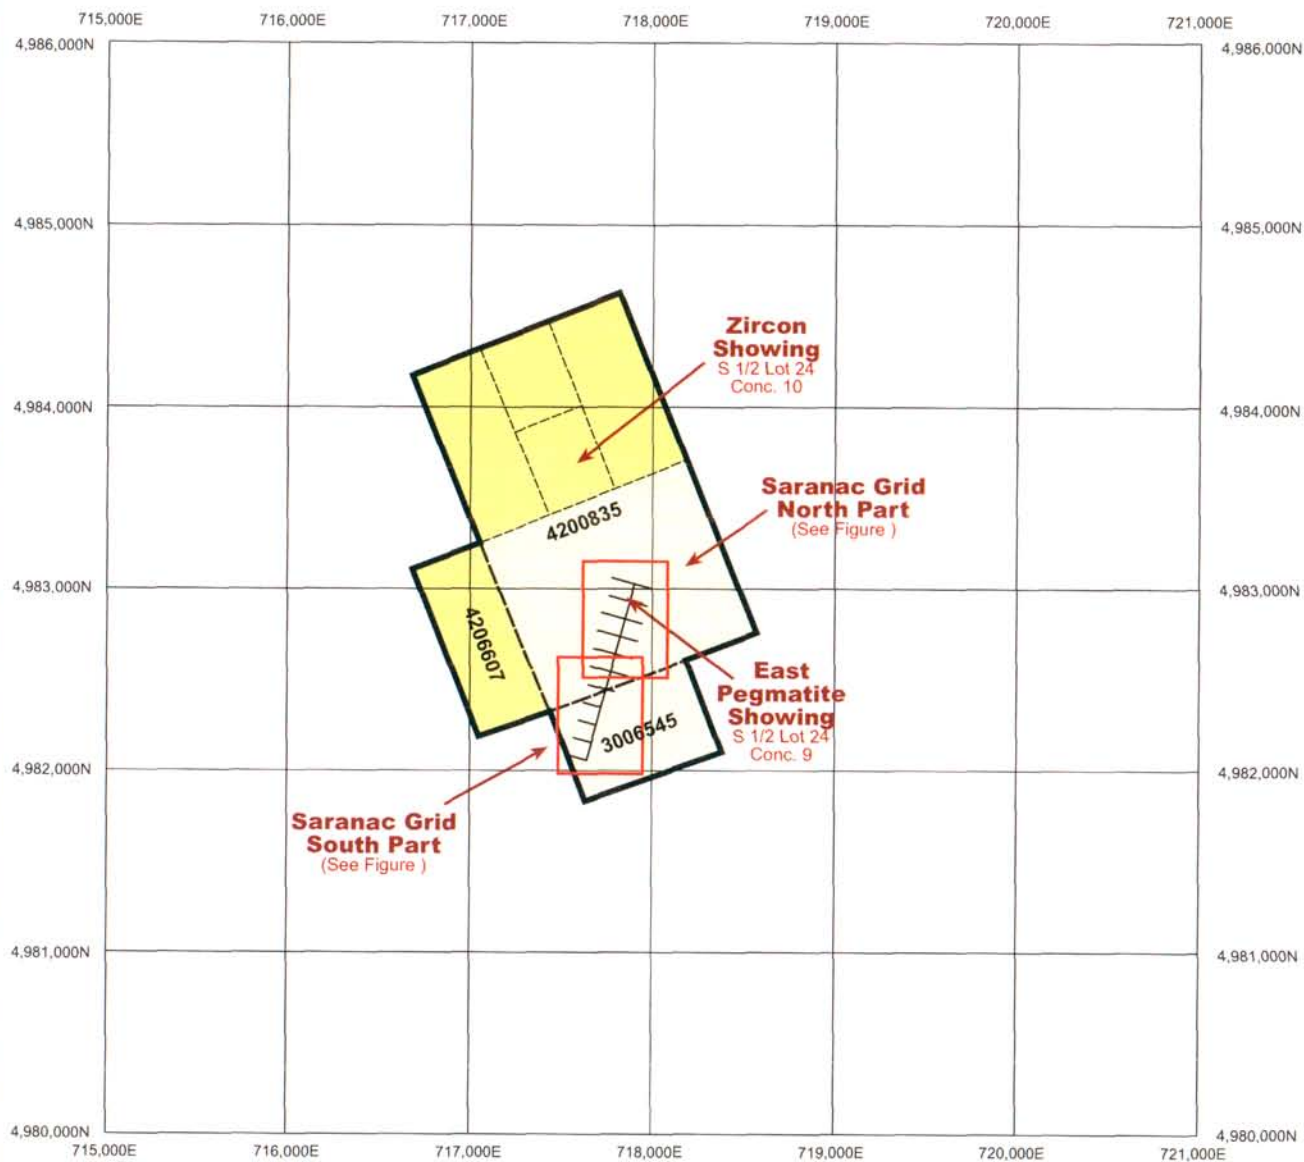 715,000E
716,000E
717,000E
718,000E
719,000E
720,000E
721,000E
4,986,000N
4,986,000N
4,985,000N
4,985,000N
Zircon
Showing
S 1/2 Lot 24
Conc. 10
4,984,000N
4,984,000N
Saranac Grid
North Part
(See Figure )
4200835
4,983,000N
4,983,000N
4206607
East
Pegmatite
Showing
S 1/2 Lot 24
Conc. 9
3006545
4,982,000N
4,982,000N
Saranac Grid
South Part
(See Figure )
4,981,000N
4,981,000N
4,980,000N
4,980,000N
715,000E
716,000E
717,000E
718,000E
719,000E
720,000E
721,000E